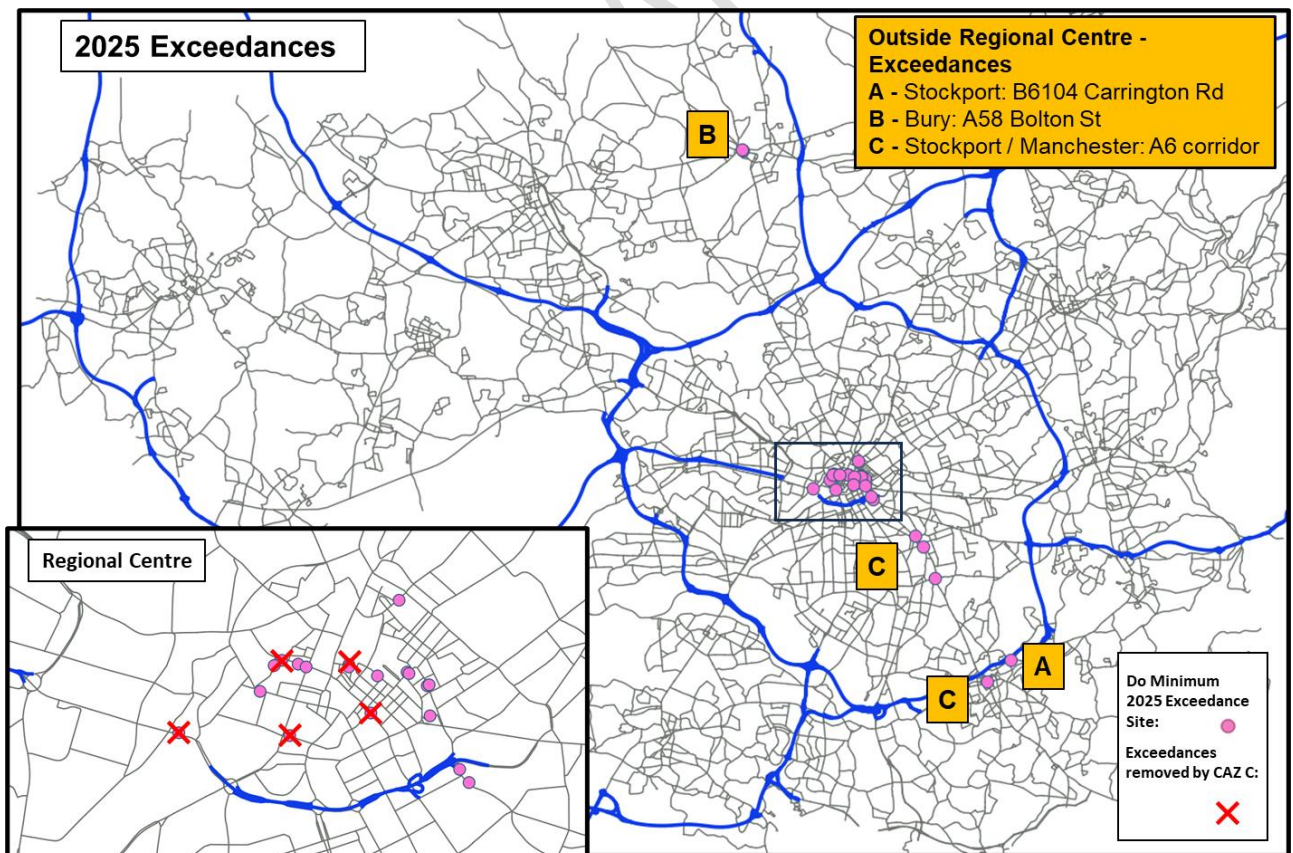 2025 Exceedances
Outside Regional Centre -
Exceedances
A - Stockport: B6104 Carrington Rd
B - Bury: A58 Bolton St
C - Stockport / Manchester: A6 corridor
B
C
A
C
Regional Centre
Do Minimum
2025 Exceedance
Site:
Exceedances
removed by CAZ C: